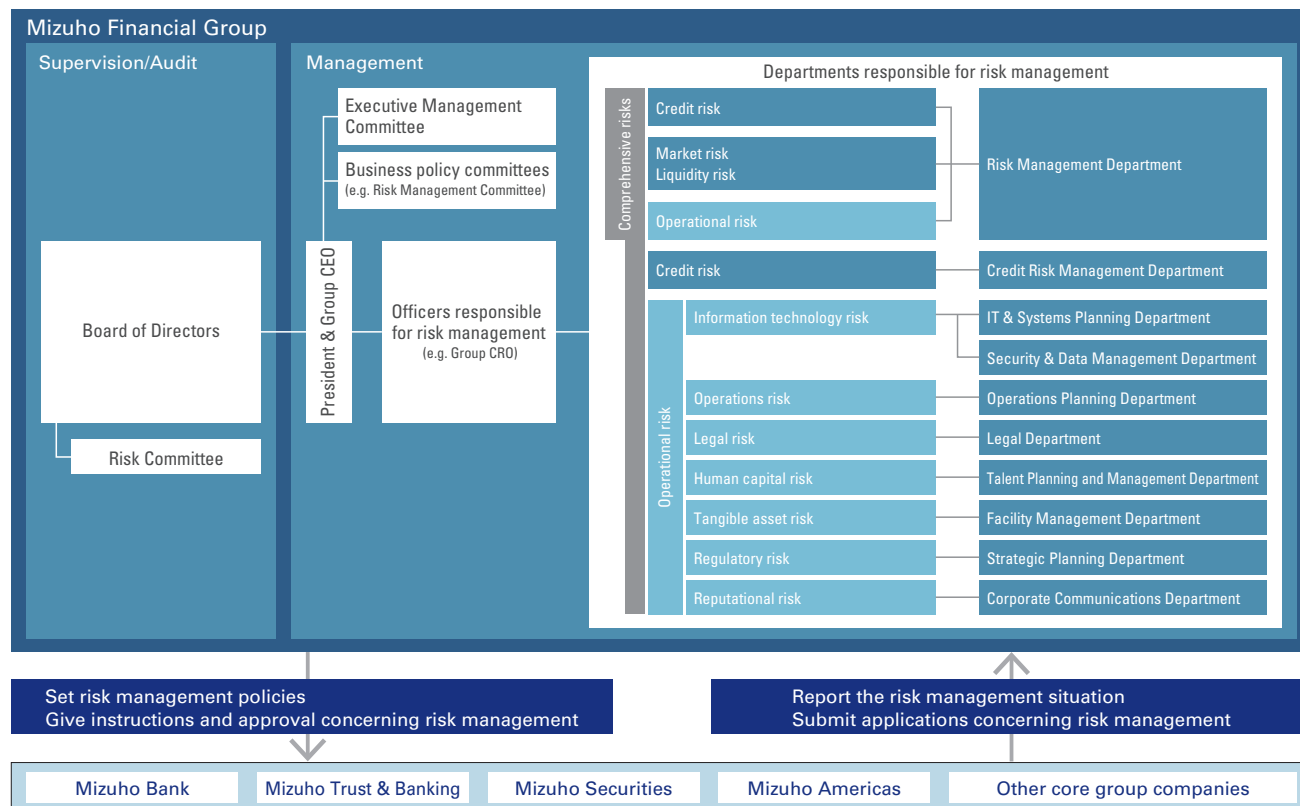 Mizuho Financial Group
Supervision/Audit
Board of Directors
Risk Committee
Management
Executive Management
Committee
Business policy committees
(e.g. Risk Management Committee)
President & Group CEO
Officers responsible
for risk management
(e.g. Group CRO)
Departments responsible for risk management
Comprehensive risks
Credit risk
Market risk
Liquidity risk
Operational risk
Risk Management Department
Credit risk
Credit Risk Management Department
Operational risk
Information technology risk
IT & Systems Planning Department
Security & Data Management Department
Operations risk
Operations Planning Department
Legal risk
Legal Department
Human capital risk
Talent Planning and Management Department
Tangible asset risk
Facility Management Department
Regulatory risk
Strategic Planning Department
Reputational risk
Corporate Communications Department
Set risk management policies
Give instructions and approval concerning risk management
Report the risk management situation
Submit applications concerning risk management
Mizuho Bank
Mizuho Trust & Banking
Mizuho Securities
Mizuho Americas
Other core group companies